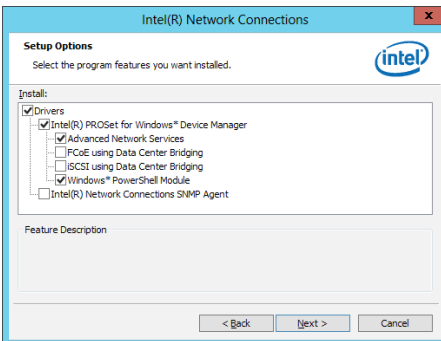 Intel(R) Network Connections
x
Setup Options
Select the program features you want installed.
intel
Install:
Drivers
Intel(R) PROSet for Windows* Device Manager
Advanced Network Services
FCoE using Data Center Bridging
iSCSI using Data Center Bridging
Windows* PowerShell Module
Intel(R) Network Connections SNMP Agent
Feature Description
< Back
Next >
Cancel